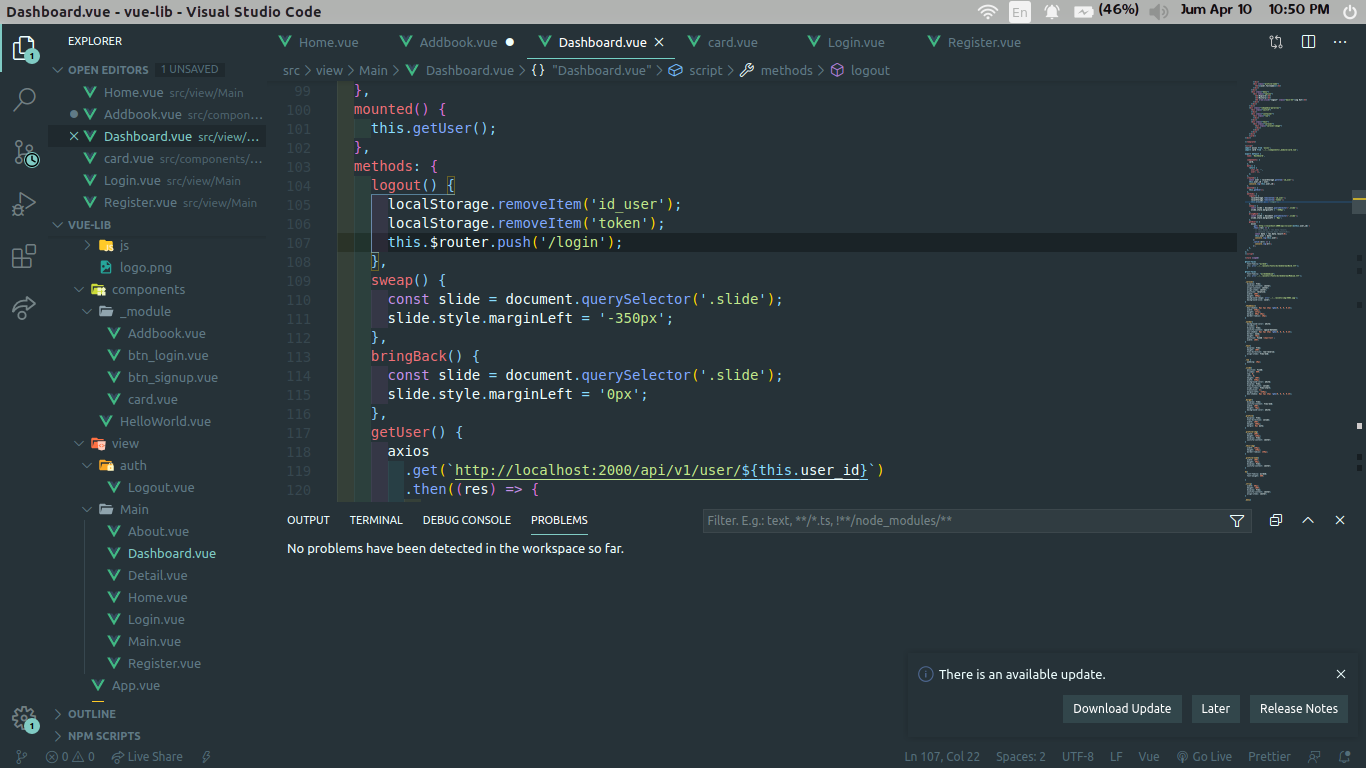 Dashboard.vue - vue-lib - Visual Studio Code
En
(46%)
Jum Apr 10
10:50 PM
EXPLORER
OPEN EDITORS 1 UNSAVED
Home.vue src/view/Main
Addbook.vue src/compon...
Dashboard.vue src/view/...
card.vue src/components/...
Login.vue src/view/Main
Register.vue src/view/Main
VUE-LIB
js
logo.png
components
_module
Addbook.vue
btn_login.vue
btn_signup.vue
card.vue
HelloWorld.vue
view
auth
Logout.vue
Main
About.vue
Dashboard.vue
Detail.vue
Home.vue
Login.vue
Main.vue
Register.vue
App.vue
OUTLINE
NPM SCRIPTS
1
1
Home.vue Addbook.vue Dashboard.vue card.vue Login.vue Register.vue
src > view > Main > Dashboard.vue > {} "Dashboard.vue" > script > methods > logout
99 },
100 mounted() {
101 this.getUser();
102 },
103 methods: {
104 logout() {
105 localStorage.removeItem('id_user');
106 localStorage.removeItem('token');
107 this.$router.push('/login');
108 },
109 sweap() {
110 const slide = document.querySelector('.slide');
111 slide.style.marginLeft = '-350px';
112 },
113 bringBack() {
114 const slide = document.querySelector('.slide');
115 slide.style.marginLeft = '0px';
116 },
117 getUser() {
118 axios
119 .get(`http://localhost:2000/api/v1/user/${this.user_id}`)
120 .then((res) => {
OUTPUT TERMINAL DEBUG CONSOLE PROBLEMS
Filter. E.g.: text, **/*.ts, !**/node_modules/**
No problems have been detected in the workspace so far.
There is an available update.
Download Update Later Release Notes
0 0 Live Share
Ln 107, Col 22 Spaces: 2 UTF-8 LF Vue Go Live Prettier